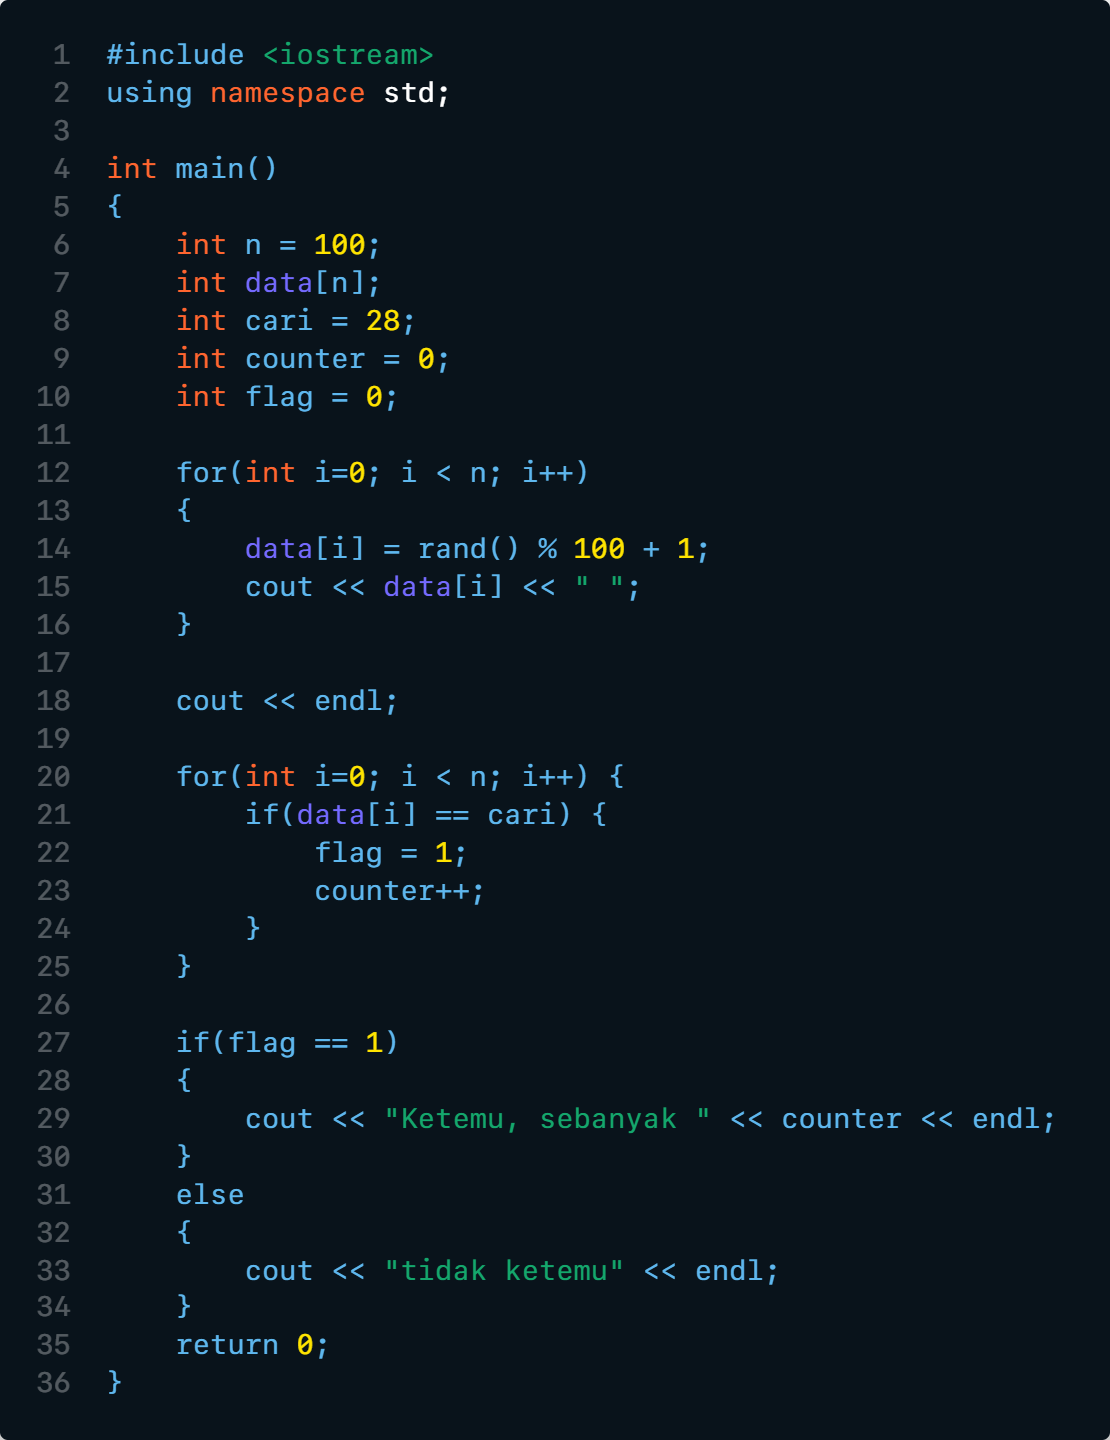 1 #include <iostream>
2 using namespace std;
3
4 int main()
5 {
6     int n = 100;
7     int data[n];
8     int cari = 28;
9     int counter = 0;
10     int flag = 0;
11
12     for(int i=0; i < n; i++)
13     {
14         data[i] = rand() % 100 + 1;
15         cout << data[i] << " ";
16     }
17
18     cout << endl;
19
20     for(int i=0; i < n; i++) {
21         if(data[i] == cari) {
22             flag = 1;
23             counter++;
24         }
25     }
26
27     if(flag == 1)
28     {
29         cout << "Ketemu, sebanyak " << counter << endl;
30     }
31     else
32     {
33         cout << "tidak ketemu" << endl;
34     }
35     return 0;
36 }